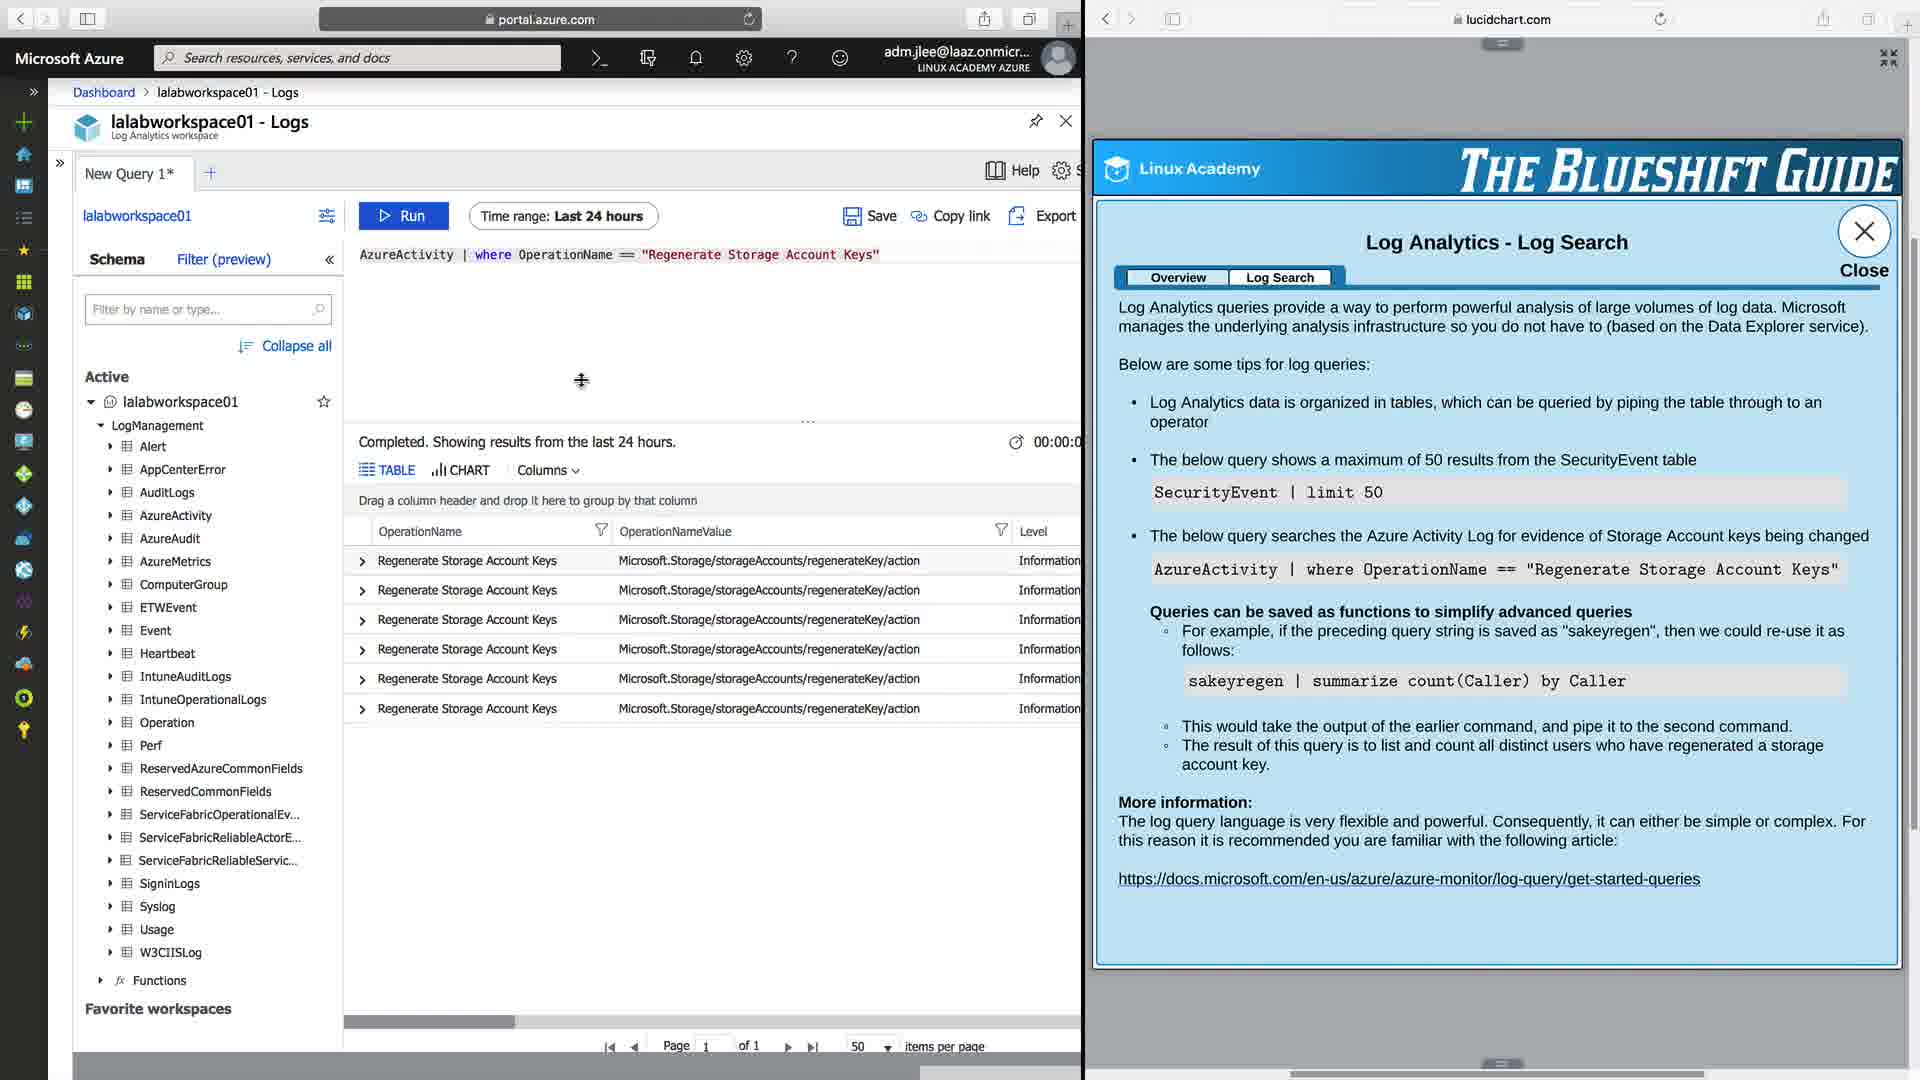 portal.azure.com
Microsoft Azure
Search resources, services, and docs
adm.jlee@laaz.onmicr...
LINUX ACADEMY AZURE
Dashboard > lalabworkspace01 - Logs
lalabworkspace01 - Logs
Log Analytics workspace
New Query 1*
Help
lalabworkspace01
Run
Time range: Last 24 hours
Save
Copy link
Export
Schema
Filter (preview)
AzureActivity | where OperationName == "Regenerate Storage Account Keys"
Filter by name or type...
Collapse all
Active
lalabworkspace01
LogManagement
Alert
AppCenterError
AuditLogs
AzureActivity
AzureAudit
AzureMetrics
ComputerGroup
ETWEvent
Event
Heartbeat
IntuneAuditLogs
IntuneOperationalLogs
Operation
Perf
ReservedAzureCommonFields
ReservedCommonFields
ServiceFabricOperationalEv...
ServiceFabricReliableActorE...
ServiceFabricReliableServic...
SigninLogs
Syslog
Usage
W3CIISLog
fx Functions
Favorite workspaces
Completed. Showing results from the last 24 hours.
00:00:0
TABLE
CHART
Columns
Drag a column header and drop it here to group by that column
OperationName OperationNameValue Level
Regenerate Storage Account Keys Microsoft.Storage/storageAccounts/regenerateKey/action Information
Regenerate Storage Account Keys Microsoft.Storage/storageAccounts/regenerateKey/action Information
Regenerate Storage Account Keys Microsoft.Storage/storageAccounts/regenerateKey/action Information
Regenerate Storage Account Keys Microsoft.Storage/storageAccounts/regenerateKey/action Information
Regenerate Storage Account Keys Microsoft.Storage/storageAccounts/regenerateKey/action Information
Regenerate Storage Account Keys Microsoft.Storage/storageAccounts/regenerateKey/action Information
Page 1 of 1 50 items per page
lucidchart.com
Linux Academy
THE BLUESHIFT GUIDE
Log Analytics - Log Search
Close
Overview
Log Search
Log Analytics queries provide a way to perform powerful analysis of large volumes of log data. Microsoft
manages the underlying analysis infrastructure so you do not have to (based on the Data Explorer service).
Below are some tips for log queries:
• Log Analytics data is organized in tables, which can be queried by piping the table through to an
operator
• The below query shows a maximum of 50 results from the SecurityEvent table
SecurityEvent | limit 50
• The below query searches the Azure Activity Log for evidence of Storage Account keys being changed
AzureActivity | where OperationName == "Regenerate Storage Account Keys"
Queries can be saved as functions to simplify advanced queries
◦ For example, if the preceding query string is saved as "sakeyregen", then we could re-use it as
follows:
sakeyregen | summarize count(Caller) by Caller
◦ This would take the output of the earlier command, and pipe it to the second command.
◦ The result of this query is to list and count all distinct users who have regenerated a storage
account key.
More information:
The log query language is very flexible and powerful. Consequently, it can either be simple or complex. For
this reason it is recommended you are familiar with the following article:
https://docs.microsoft.com/en-us/azure/azure-monitor/log-query/get-started-queries